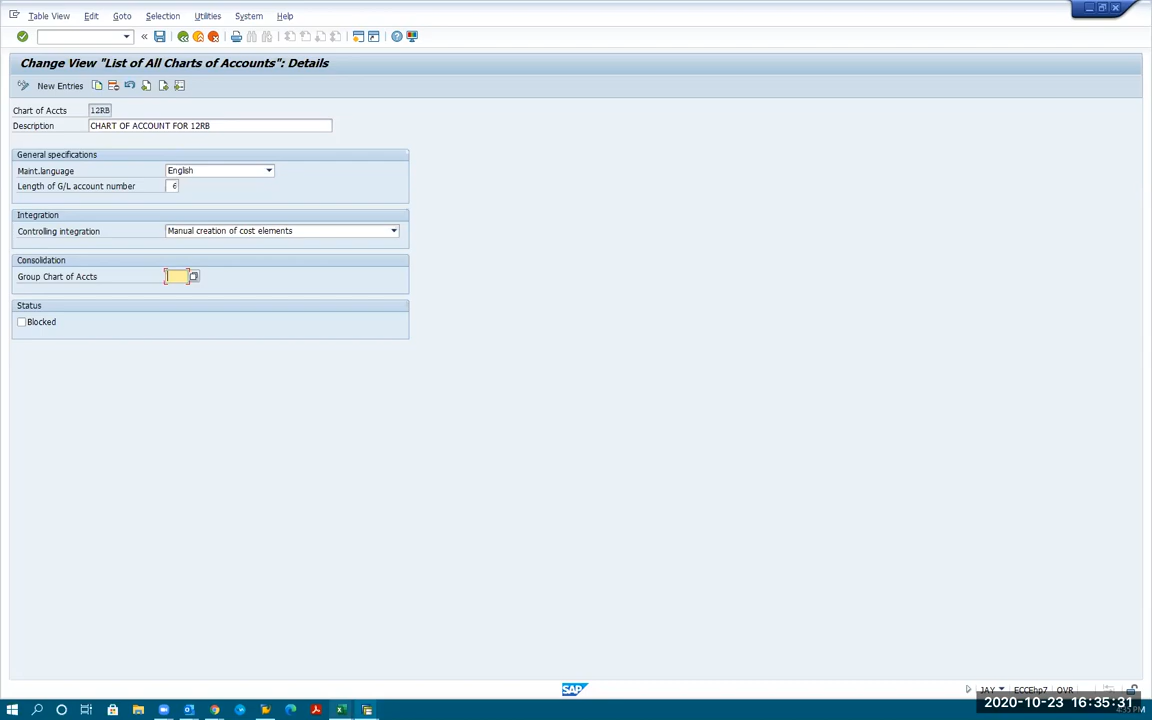 Table View Edit Goto Selection Utilities System Help
Change View "List of All Charts of Accounts": Details
New Entries
Chart of Accts 12RB
Description CHART OF ACCOUNT FOR 12RB
General specifications
Maint.language English
Length of G/L account number 6
Integration
Controlling integration Manual creation of cost elements
Consolidation
Group Chart of Accts
Status
Blocked
SAP
JAY ECCEhp7 OVR
2020-10-23 16:35:31